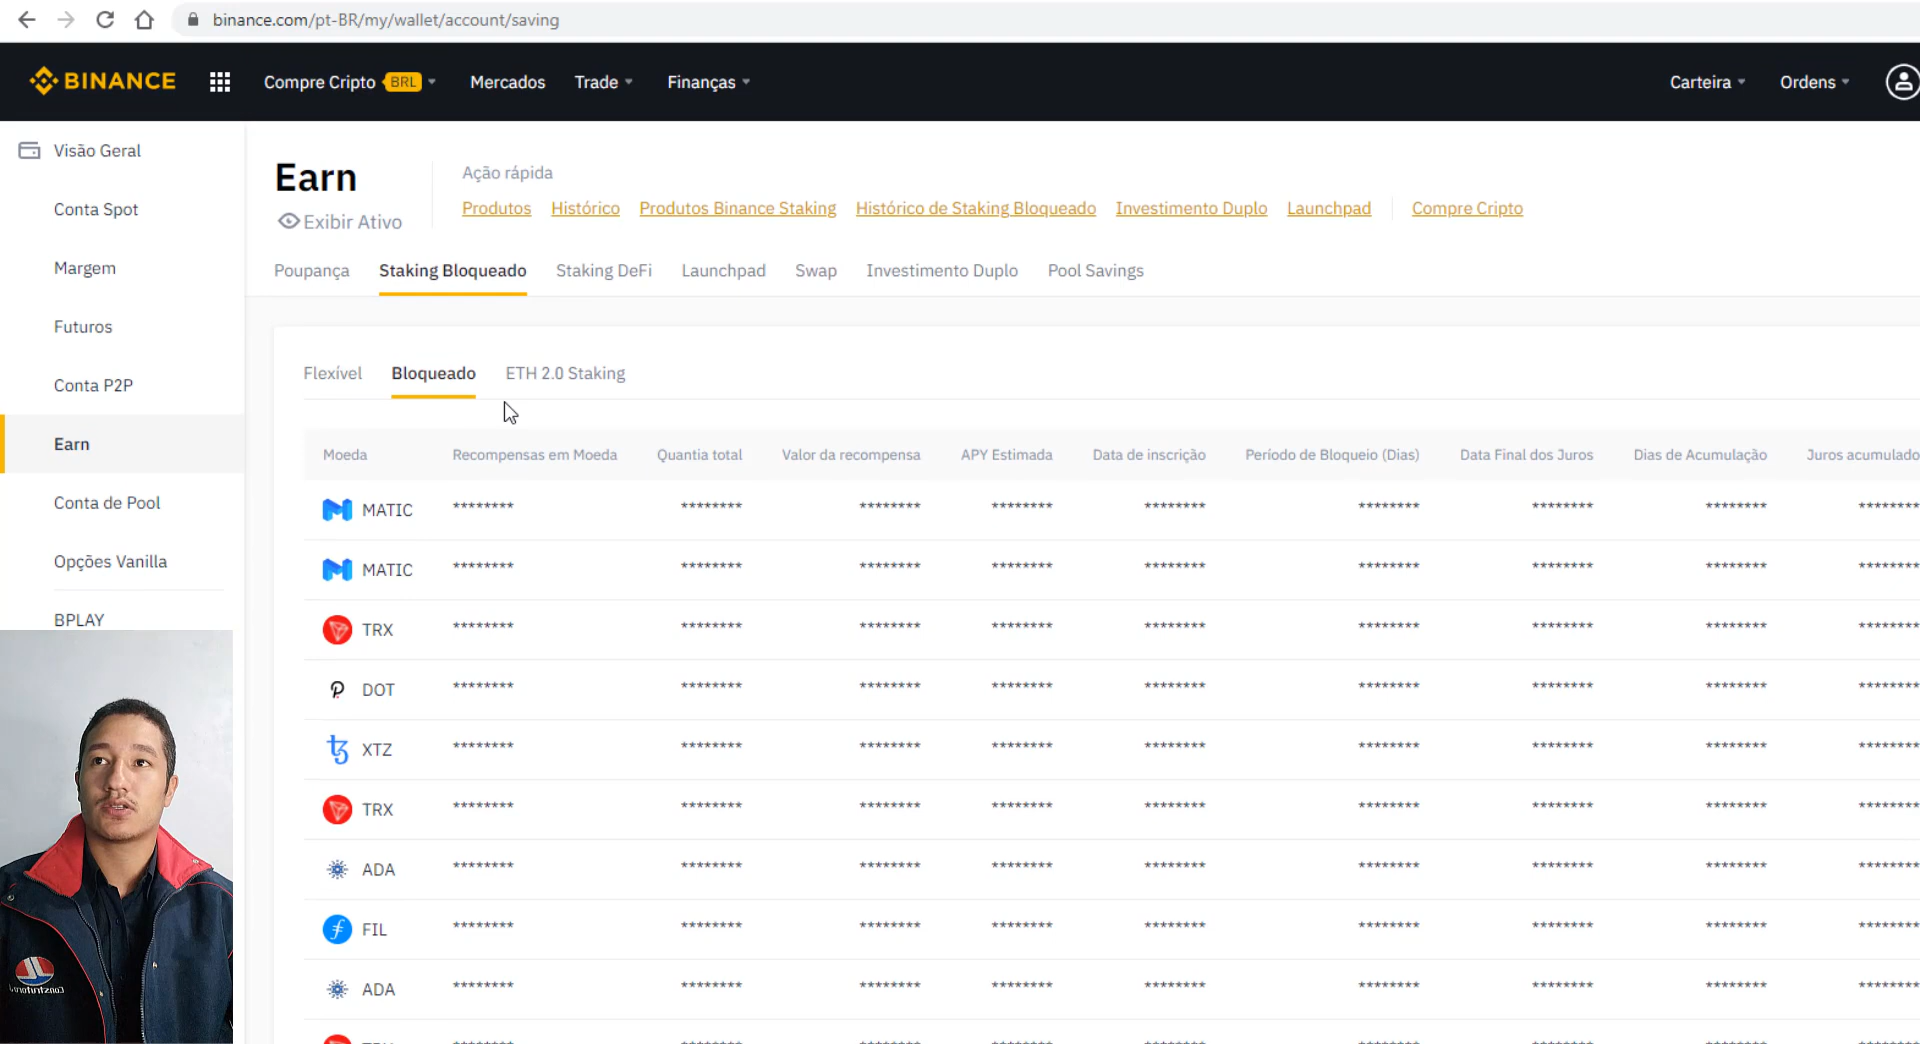 binance.com/pt-BR/my/wallet/account/saving
BINANCE Compre Cripto BRL Mercados Trade Finanças Carteira Ordens
Visão Geral
Conta Spot
Margem
Futuros
Conta P2P
Earn
Conta de Pool
Opções Vanilla
BPLAY
Earn
Exibir Ativo
Ação rápida
Produtos Histórico Produtos Binance Staking Histórico de Staking Bloqueado Investimento Duplo Launchpad Compre Cripto
Poupança Staking Bloqueado Staking DeFi Launchpad Swap Investimento Duplo Pool Savings
Flexível Bloqueado ETH 2.0 Staking
Moeda Recompensas em Moeda Quantia total Valor da recompensa APY Estimada Data de inscrição Período de Bloqueio (Dias) Data Final dos Juros Dias de Acumulação Juros acumulado
MATIC ******** ******** ******** ******** ******** ******** ******** ******** ********
MATIC ******** ******** ******** ******** ******** ******** ******** ******** ********
TRX ******** ******** ******** ******** ******** ******** ******** ******** ********
DOT ******** ******** ******** ******** ******** ******** ******** ******** ********
XTZ ******** ******** ******** ******** ******** ******** ******** ******** ********
TRX ******** ******** ******** ******** ******** ******** ******** ******** ********
ADA ******** ******** ******** ******** ******** ******** ******** ******** ********
FIL ******** ******** ******** ******** ******** ******** ******** ******** ********
ADA ******** ******** ******** ******** ******** ******** ******** ******** ********